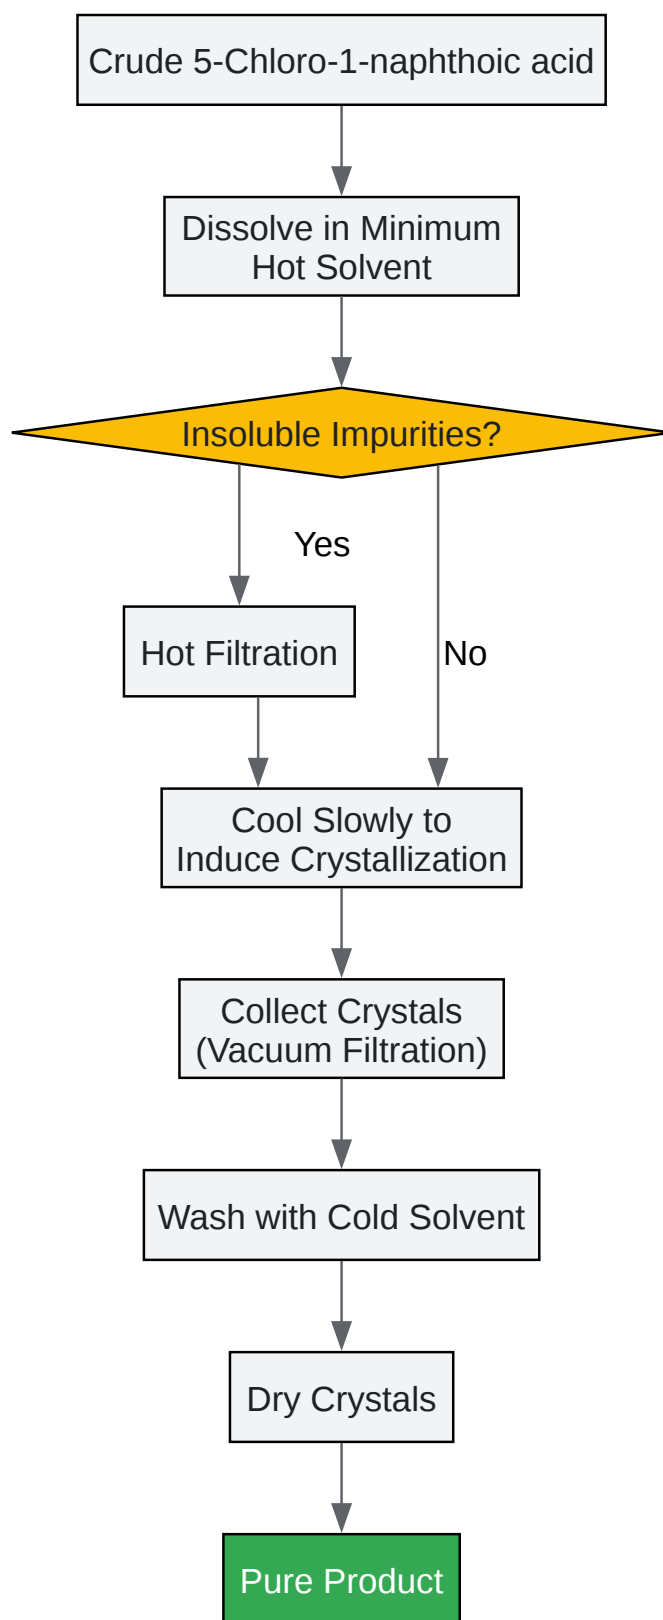 Crude 5-Chloro-1-naphthoic acid
Dissolve in Minimum
Hot Solvent
Insoluble Impurities?
Yes
Hot Filtration
No
Cool Slowly to
Induce Crystallization
Collect Crystals
(Vacuum Filtration)
Wash with Cold Solvent
Dry Crystals
Pure Product